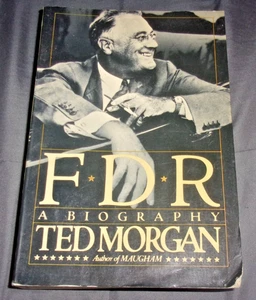 F★D★R
A BIOGRAPHY
TED MORGAN
★★★★★★★ Author of MAUGHAM ★★★★★★★